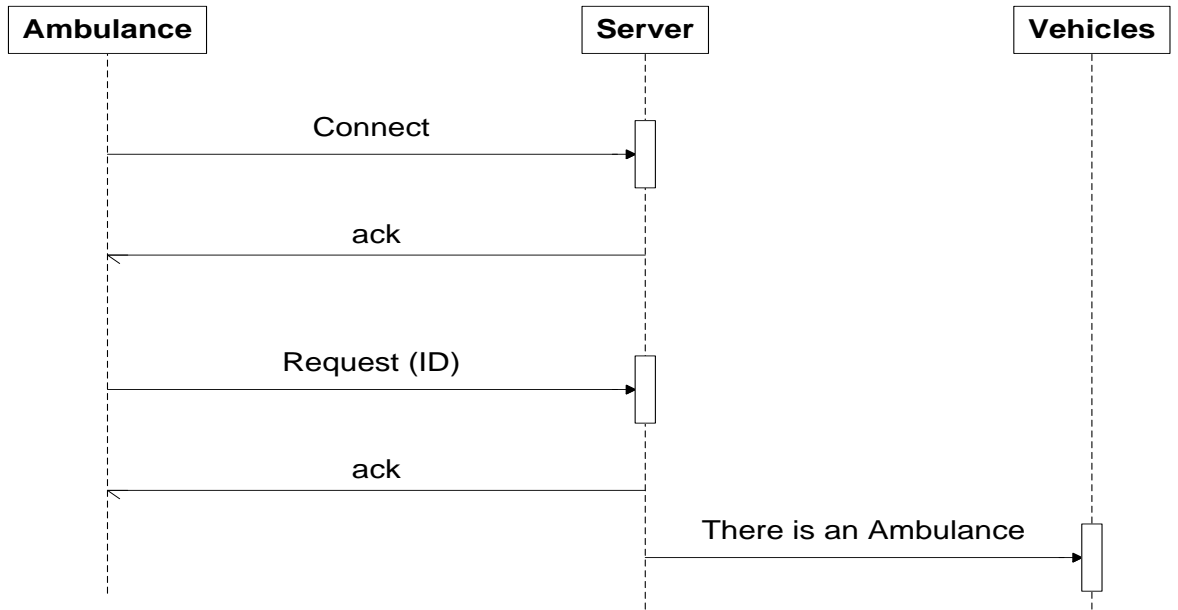 Ambulance
Server
Vehicles
Connect
ack
Request (ID)
ack
There is an Ambulance